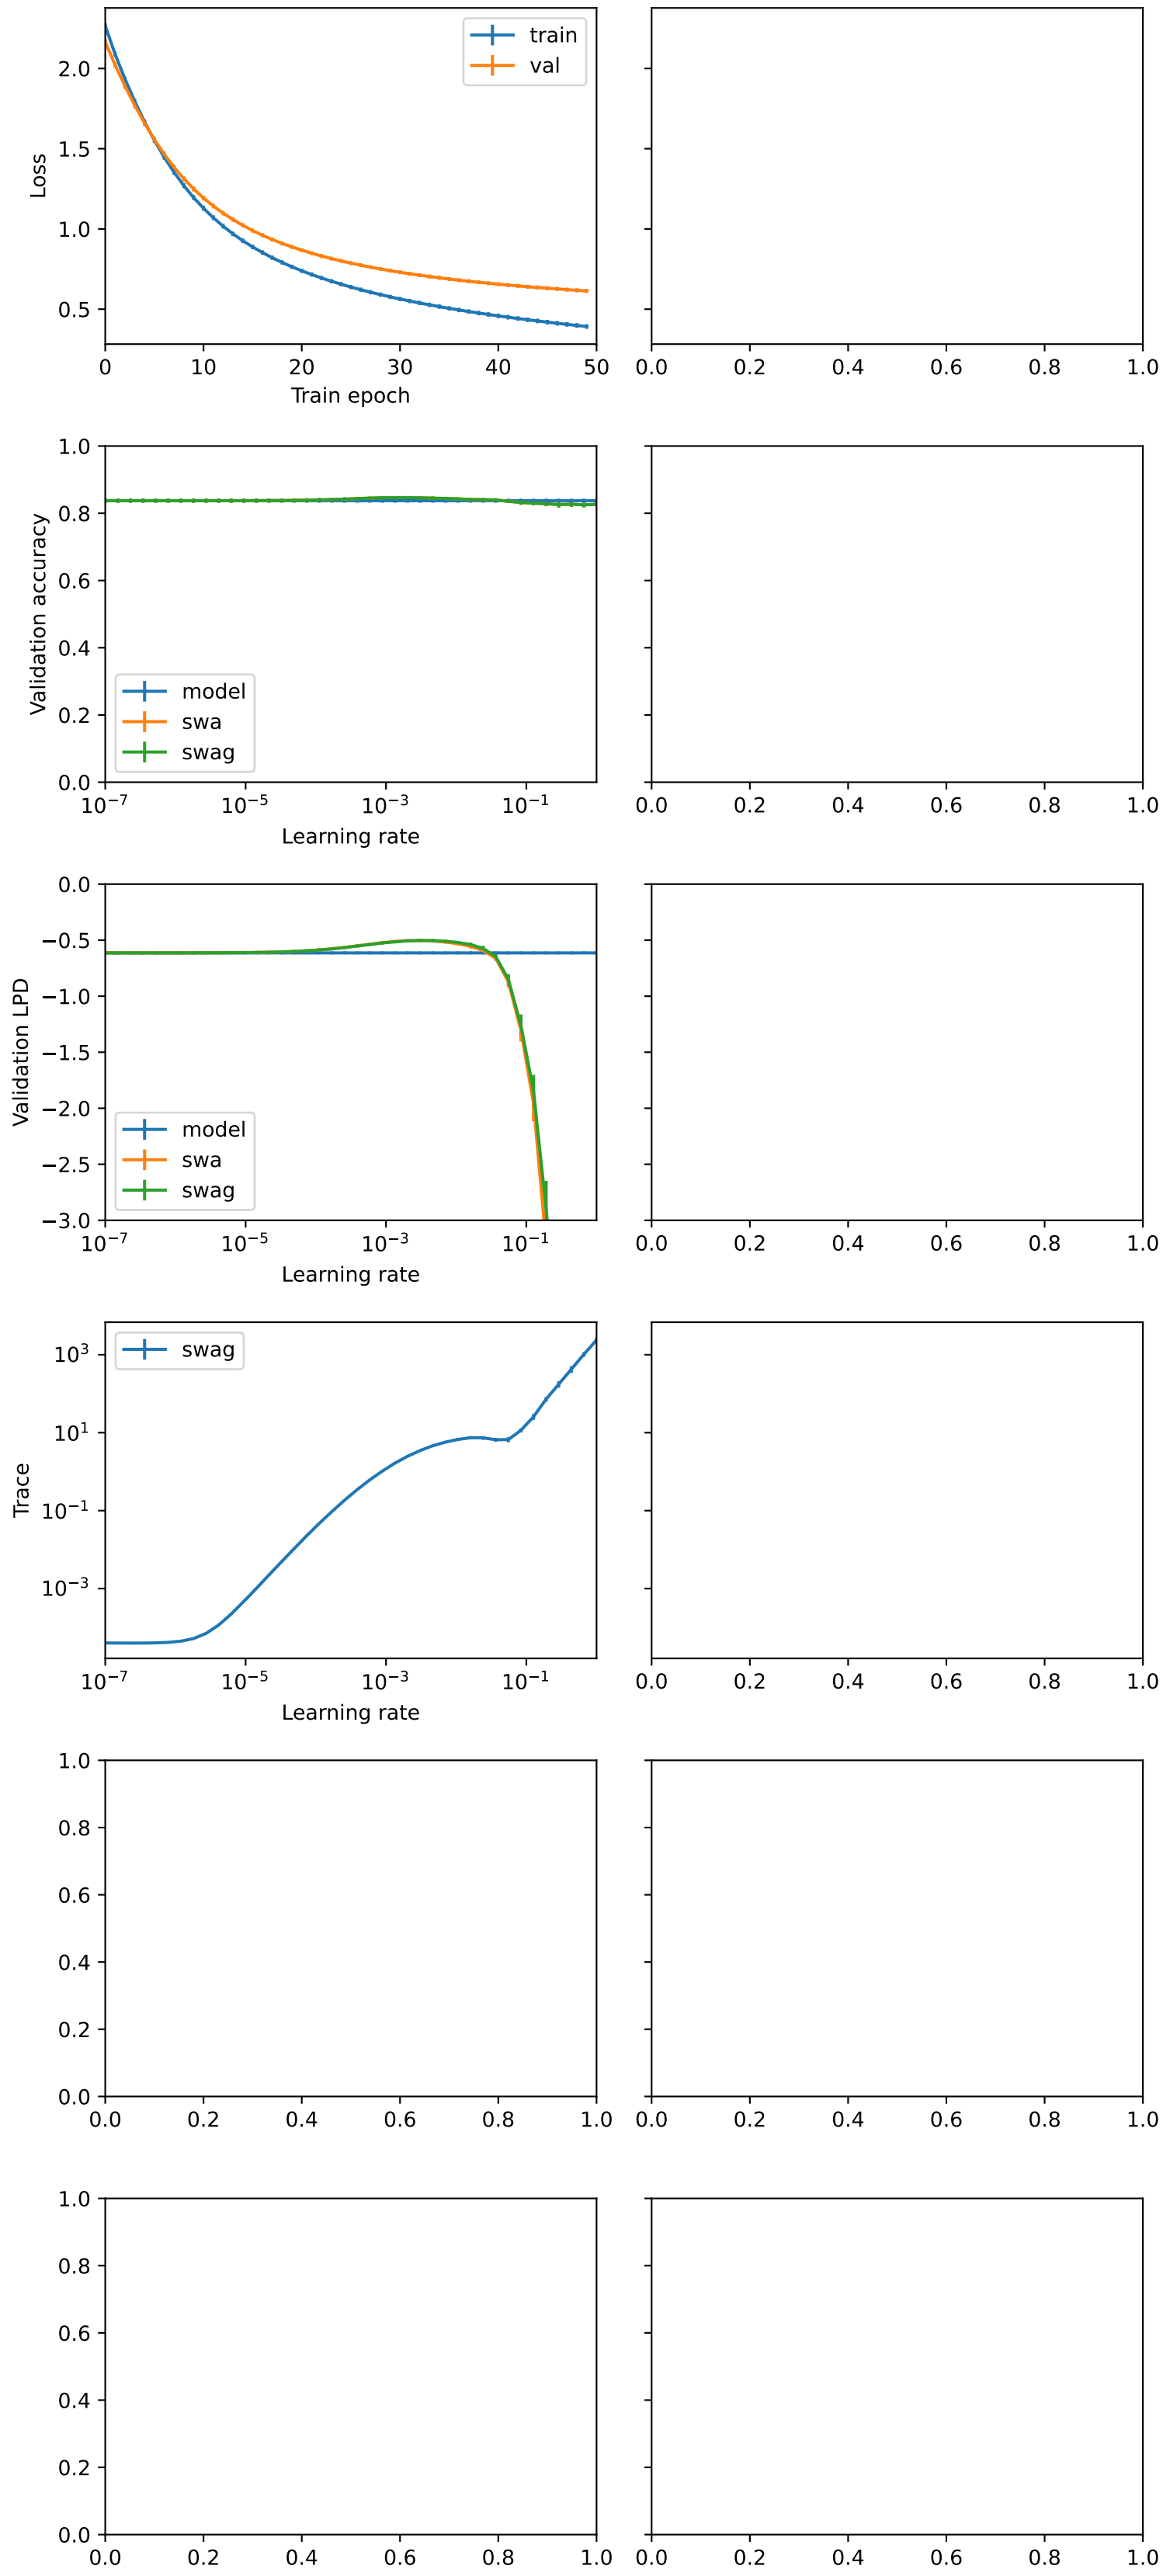 2.0
1.5
1.0
0.5
Loss
train
val
0 10 20 30 40 50
Train epoch
0.0 0.2 0.4 0.6 0.8 1.0
1.0
0.8
0.6
0.4
0.2
0.0
Validation accuracy
model
swa
swag
10⁻⁷ 10⁻⁵ 10⁻³ 10⁻¹
Learning rate
0.0 0.2 0.4 0.6 0.8 1.0
0.0
−0.5
−1.0
−1.5
−2.0
−2.5
−3.0
Validation LPD
model
swa
swag
10⁻⁷ 10⁻⁵ 10⁻³ 10⁻¹
Learning rate
0.0 0.2 0.4 0.6 0.8 1.0
10³
10¹
10⁻¹
10⁻³
Trace
swag
10⁻⁷ 10⁻⁵ 10⁻³ 10⁻¹
Learning rate
0.0 0.2 0.4 0.6 0.8 1.0
1.0
0.8
0.6
0.4
0.2
0.0
0.0 0.2 0.4 0.6 0.8 1.0
0.0 0.2 0.4 0.6 0.8 1.0
1.0
0.8
0.6
0.4
0.2
0.0
0.0 0.2 0.4 0.6 0.8 1.0
0.0 0.2 0.4 0.6 0.8 1.0